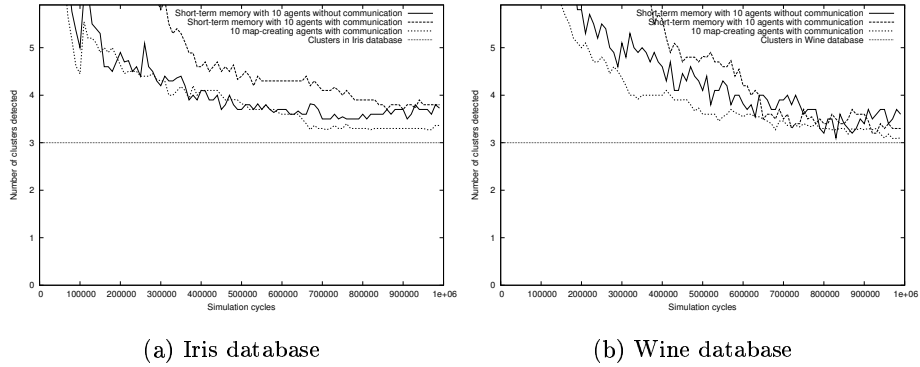 Short-term memory with 10 agents without communication
Short-term memory with 10 agents with communication
10 map-creating agents with communication
Clusters in Iris database
Number of clusters detected
5
4
3
2
1
0
0 100000 200000 300000 400000 500000 600000 700000 800000 900000 1e+06
Simulation cycles
(a) Iris database
Short-term memory with 10 agents without communication
Short-term memory with 10 agents with communication
10 map-creating agents with communication
Clusters in Wine database
Number of clusters detected
5
4
3
2
1
0
0 100000 200000 300000 400000 500000 600000 700000 800000 900000 1e+06
Simulation cycles
(b) Wine database